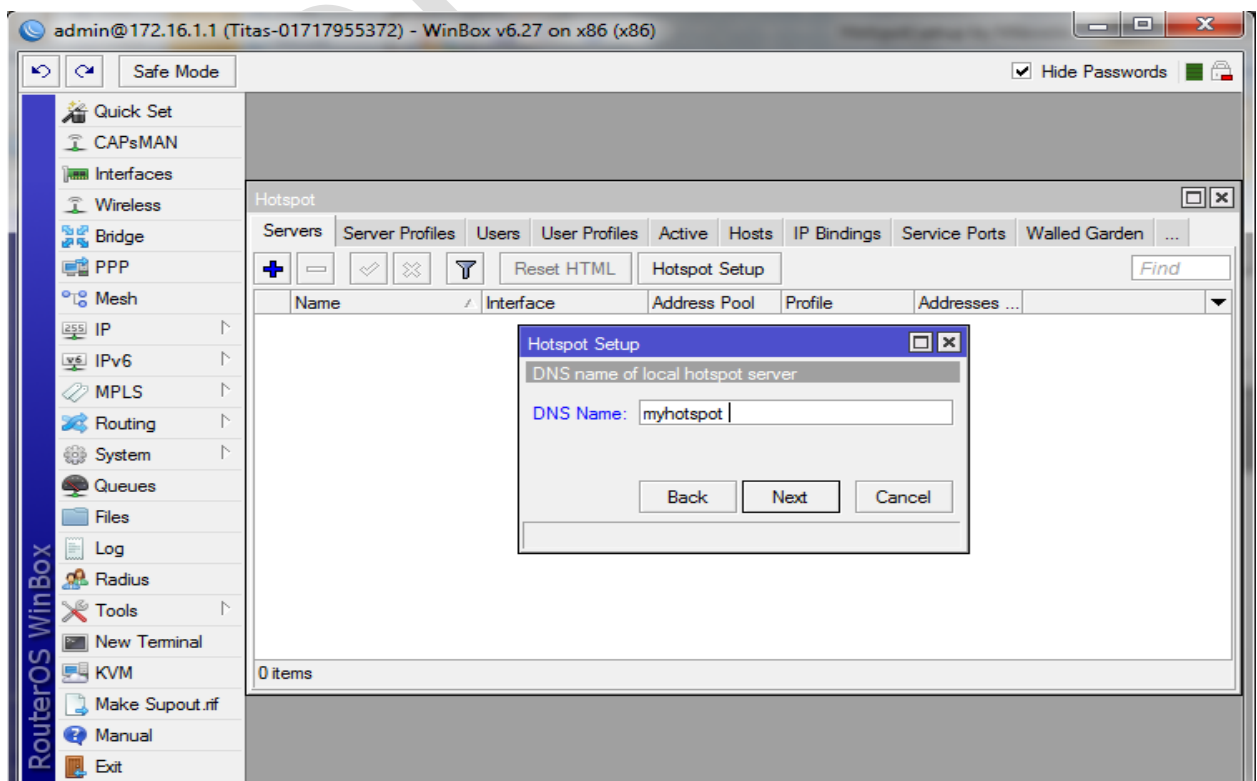 admin@172.16.1.1 (Titas-01717955372) - WinBox v6.27 on x86 (x86)
Safe Mode
Hide Passwords
Quick Set
CAPsMAN
Interfaces
Wireless
Bridge
PPP
Mesh
255 IP
v6 IPv6
MPLS
Routing
System
Queues
Files
Log
Radius
Tools
New Terminal
KVM
Make Supout.rif
Manual
Exit
RouterOS WinBox
Hotspot
Servers Server Profiles Users User Profiles Active Hosts IP Bindings Service Ports Walled Garden ...
Reset HTML Hotspot Setup Find
Name Interface Address Pool Profile Addresses ...
Hotspot Setup
DNS name of local hotspot server
DNS Name: myhotspot
Back Next Cancel
0 items